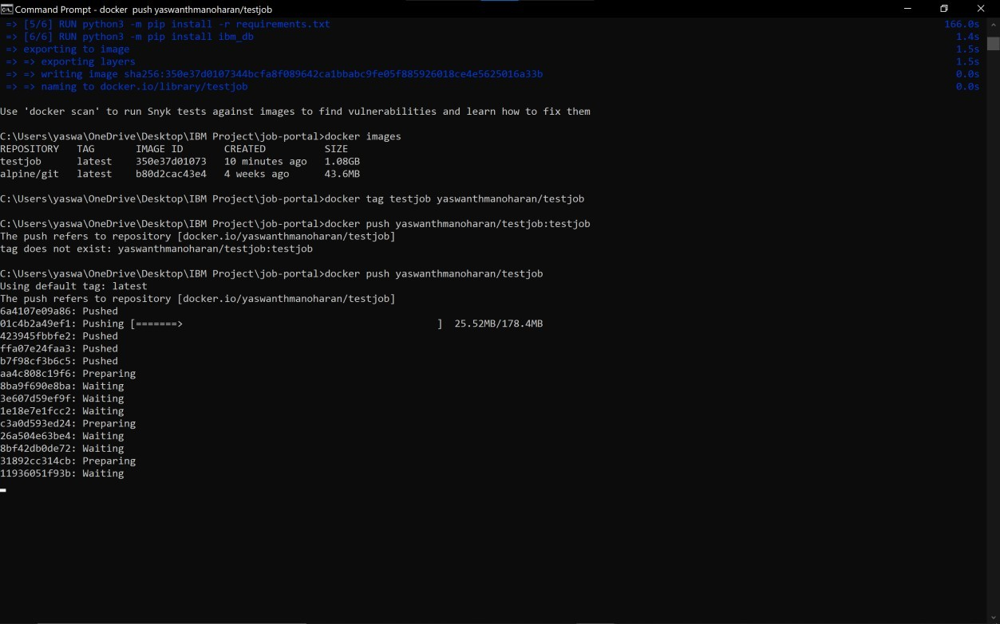 Command Prompt - docker  push yaswanthmanoharan/testjob
=> [5/6] RUN python3 -m pip install -r requirements.txt 166.0s
=> [6/6] RUN python3 -m pip install ibm_db 1.4s
=> exporting to image 1.5s
=> => exporting layers 1.5s
=> => writing image sha256:350e37d0107344bcfa8f089642ca1bbabc9fe05f885926018ce4e5625016a33b 0.0s
=> => naming to docker.io/library/testjob 0.0s
Use 'docker scan' to run Snyk tests against images to find vulnerabilities and learn how to fix them
C:\Users\yaswa\OneDrive\Desktop\IBM Project\job-portal>docker images
REPOSITORY   TAG       IMAGE ID       CREATED          SIZE
testjob      latest    350e37d01073   10 minutes ago   1.08GB
alpine/git   latest    b80d2cac43e4   4 weeks ago      43.6MB
C:\Users\yaswa\OneDrive\Desktop\IBM Project\job-portal>docker tag testjob yaswanthmanoharan/testjob
C:\Users\yaswa\OneDrive\Desktop\IBM Project\job-portal>docker push yaswanthmanoharan/testjob:testjob
The push refers to repository [docker.io/yaswanthmanoharan/testjob]
tag does not exist: yaswanthmanoharan/testjob:testjob
C:\Users\yaswa\OneDrive\Desktop\IBM Project\job-portal>docker push yaswanthmanoharan/testjob
Using default tag: latest
The push refers to repository [docker.io/yaswanthmanoharan/testjob]
6a4107e09a86: Pushed
01c4b2a49ef1: Pushing [=======>                                           ]  25.52MB/178.4MB
423945fbbfe2: Pushed
ffa07e24faa3: Pushed
b7f98cf3b6c5: Pushed
aa4c808c19f6: Preparing
8ba9f690e8ba: Waiting
3e607d59ef9f: Waiting
1e18e7e1fcc2: Waiting
c3a0d593ed24: Preparing
26a504e63be4: Waiting
8bf42db0de72: Waiting
31892cc314cb: Preparing
11936051f93b: Waiting